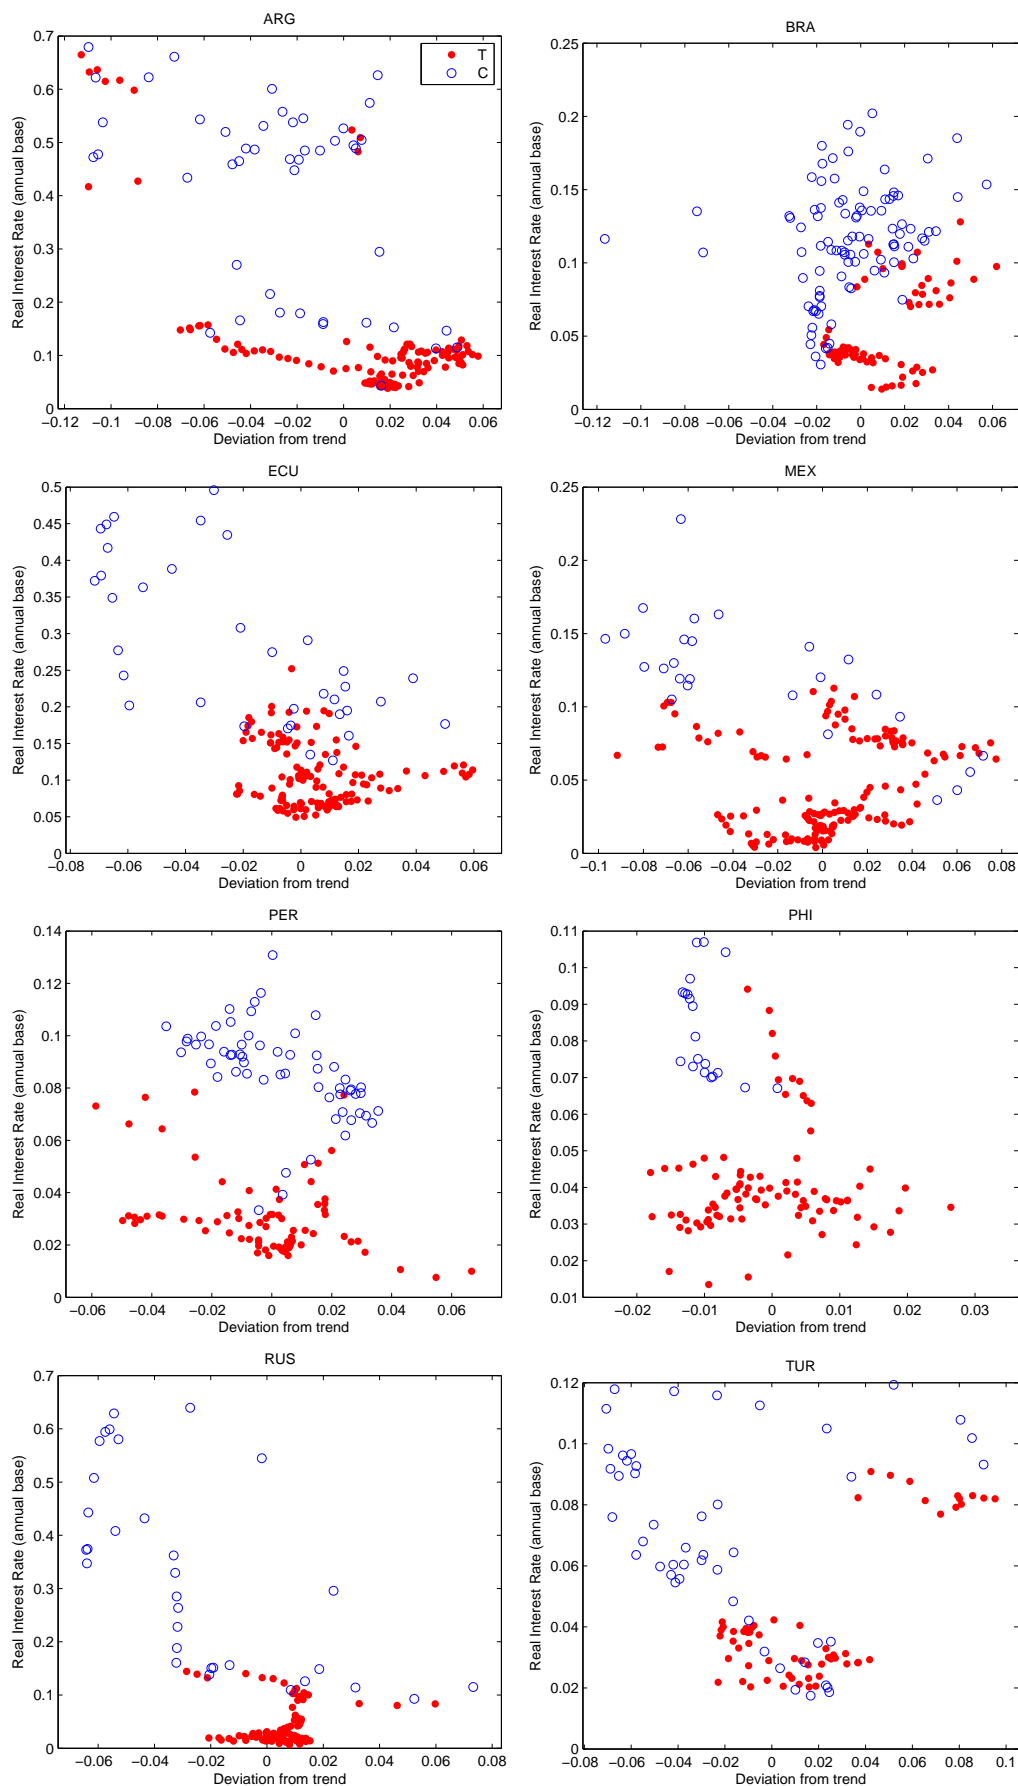 ARG
0.7
0.6
0.5
0.4
0.3
0.2
0.1
0
Real Interest Rate (annual base)
T
C
−0.12 −0.1 −0.08 −0.06 −0.04 −0.02 0 0.02 0.04 0.06
Deviation from trend
BRA
0.25
0.2
0.15
0.1
0.05
0
Real Interest Rate (annual base)
−0.1 −0.08 −0.06 −0.04 −0.02 0 0.02 0.04 0.06
Deviation from trend
ECU
0.5
0.45
0.4
0.35
0.3
0.25
0.2
0.15
0.1
0.05
0
Real Interest Rate (annual base)
−0.08 −0.06 −0.04 −0.02 0 0.02 0.04 0.06
Deviation from trend
MEX
0.25
0.2
0.15
0.1
0.05
0
Real Interest Rate (annual base)
−0.1 −0.08 −0.06 −0.04 −0.02 0 0.02 0.04 0.06 0.08
Deviation from trend
PER
0.14
0.12
0.1
0.08
0.06
0.04
0.02
0
Real Interest Rate (annual base)
−0.06 −0.04 −0.02 0 0.02 0.04 0.06
Deviation from trend
PHI
0.11
0.1
0.09
0.08
0.07
0.06
0.05
0.04
0.03
0.02
0.01
Real Interest Rate (annual base)
−0.02 −0.01 0 0.01 0.02 0.03
Deviation from trend
RUS
0.7
0.6
0.5
0.4
0.3
0.2
0.1
0
Real Interest Rate (annual base)
−0.06 −0.04 −0.02 0 0.02 0.04 0.06 0.08
Deviation from trend
TUR
0.12
0.1
0.08
0.06
0.04
0.02
0
Real Interest Rate (annual base)
−0.08 −0.06 −0.04 −0.02 0 0.02 0.04 0.06 0.08 0.1
Deviation from trend